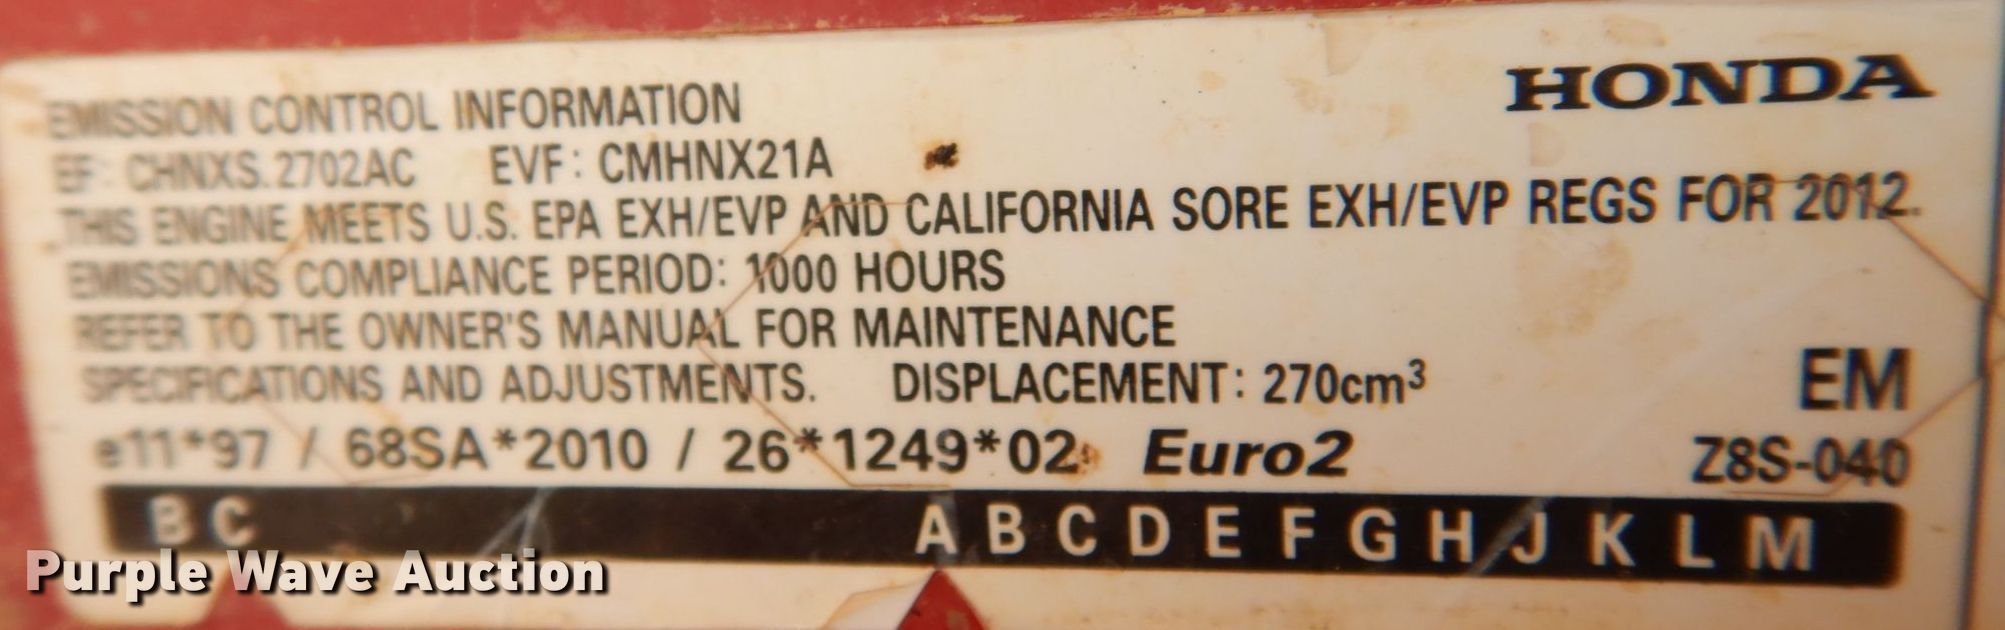 HONDA
EMISSION CONTROL INFORMATION
EF: CHNXS.2702AC EVF: CMHNX21A
THIS ENGINE MEETS U.S. EPA EXH/EVP AND CALIFORNIA SORE EXH/EVP REGS FOR 2012.
EMISSIONS COMPLIANCE PERIOD: 1000 HOURS
REFER TO THE OWNER'S MANUAL FOR MAINTENANCE
SPECIFICATIONS AND ADJUSTMENTS. DISPLACEMENT: 270cm³
EM
e11*97 / 68SA*2010 / 26*1249*02 Euro2
Z8S-040
B C A B C D E F G H J K L M
Purple Wave Auction